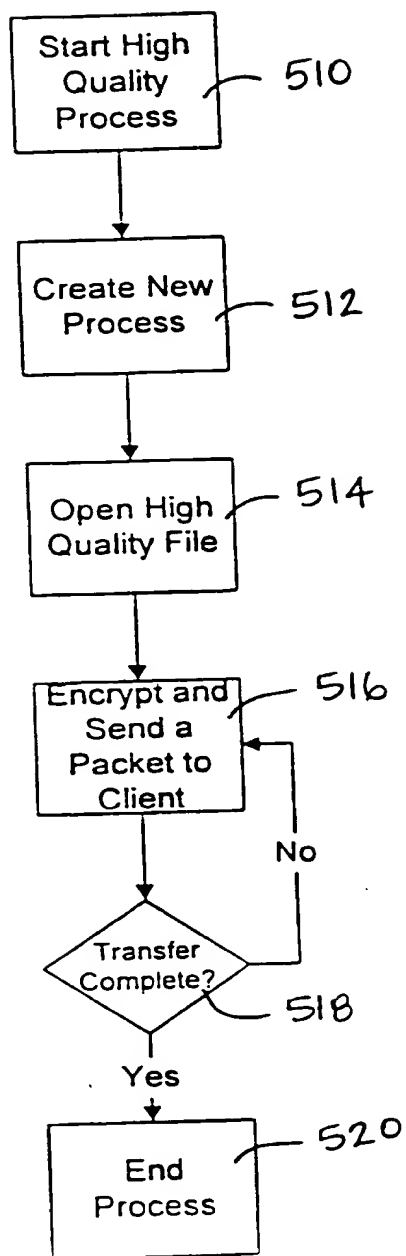 Start High
Quality
Process
510
Create New
Process
512
Open High
Quality File
514
Encrypt and
Send a
Packet to
Client
516
No
Transfer
Complete?
518
Yes
End
Process
520